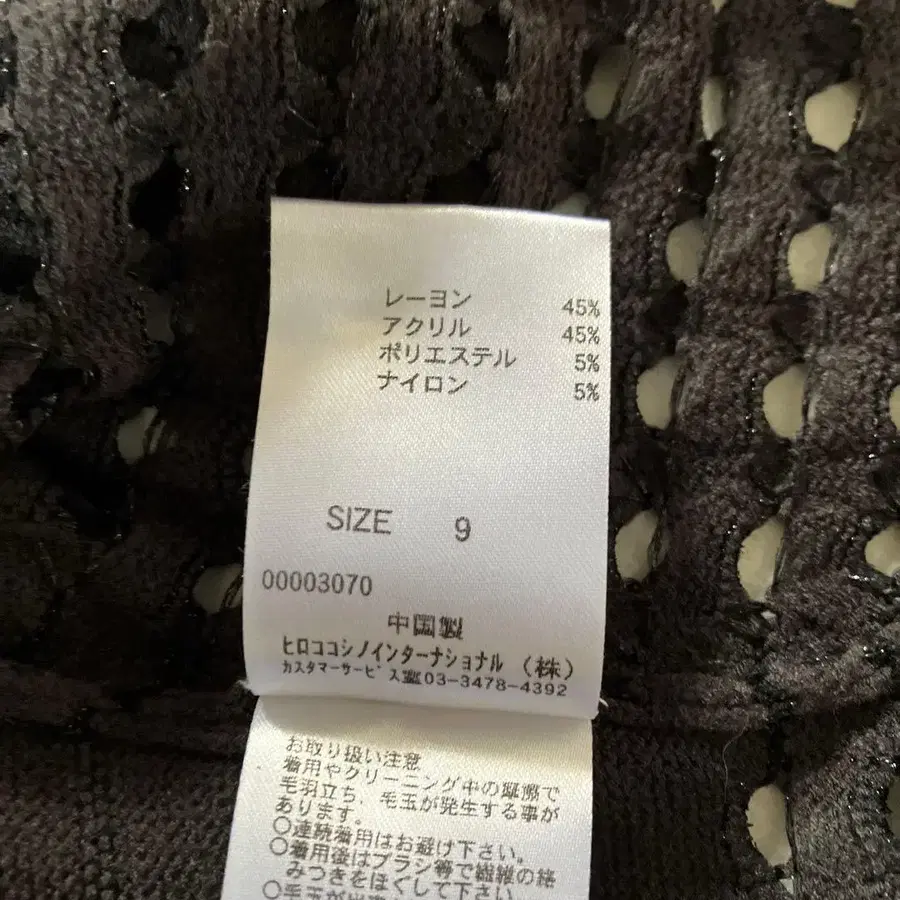 レーヨン 45%
アクリル 45%
ポリエステル 5%
ナイロン 5%
SIZE 9
00003070
中国製
ヒロココシノインターナショナル (株)
カスタマーサービス ☎03-3478-4392
お取り扱い注意
着用やクリーニング中の摩擦で
毛羽立ち、毛玉が発生する事が
あります。
○連続着用はお避け下さい。
○着用後はブラシ等で繊維の絡
みつきをほぐして下さい。
○毛玉が出